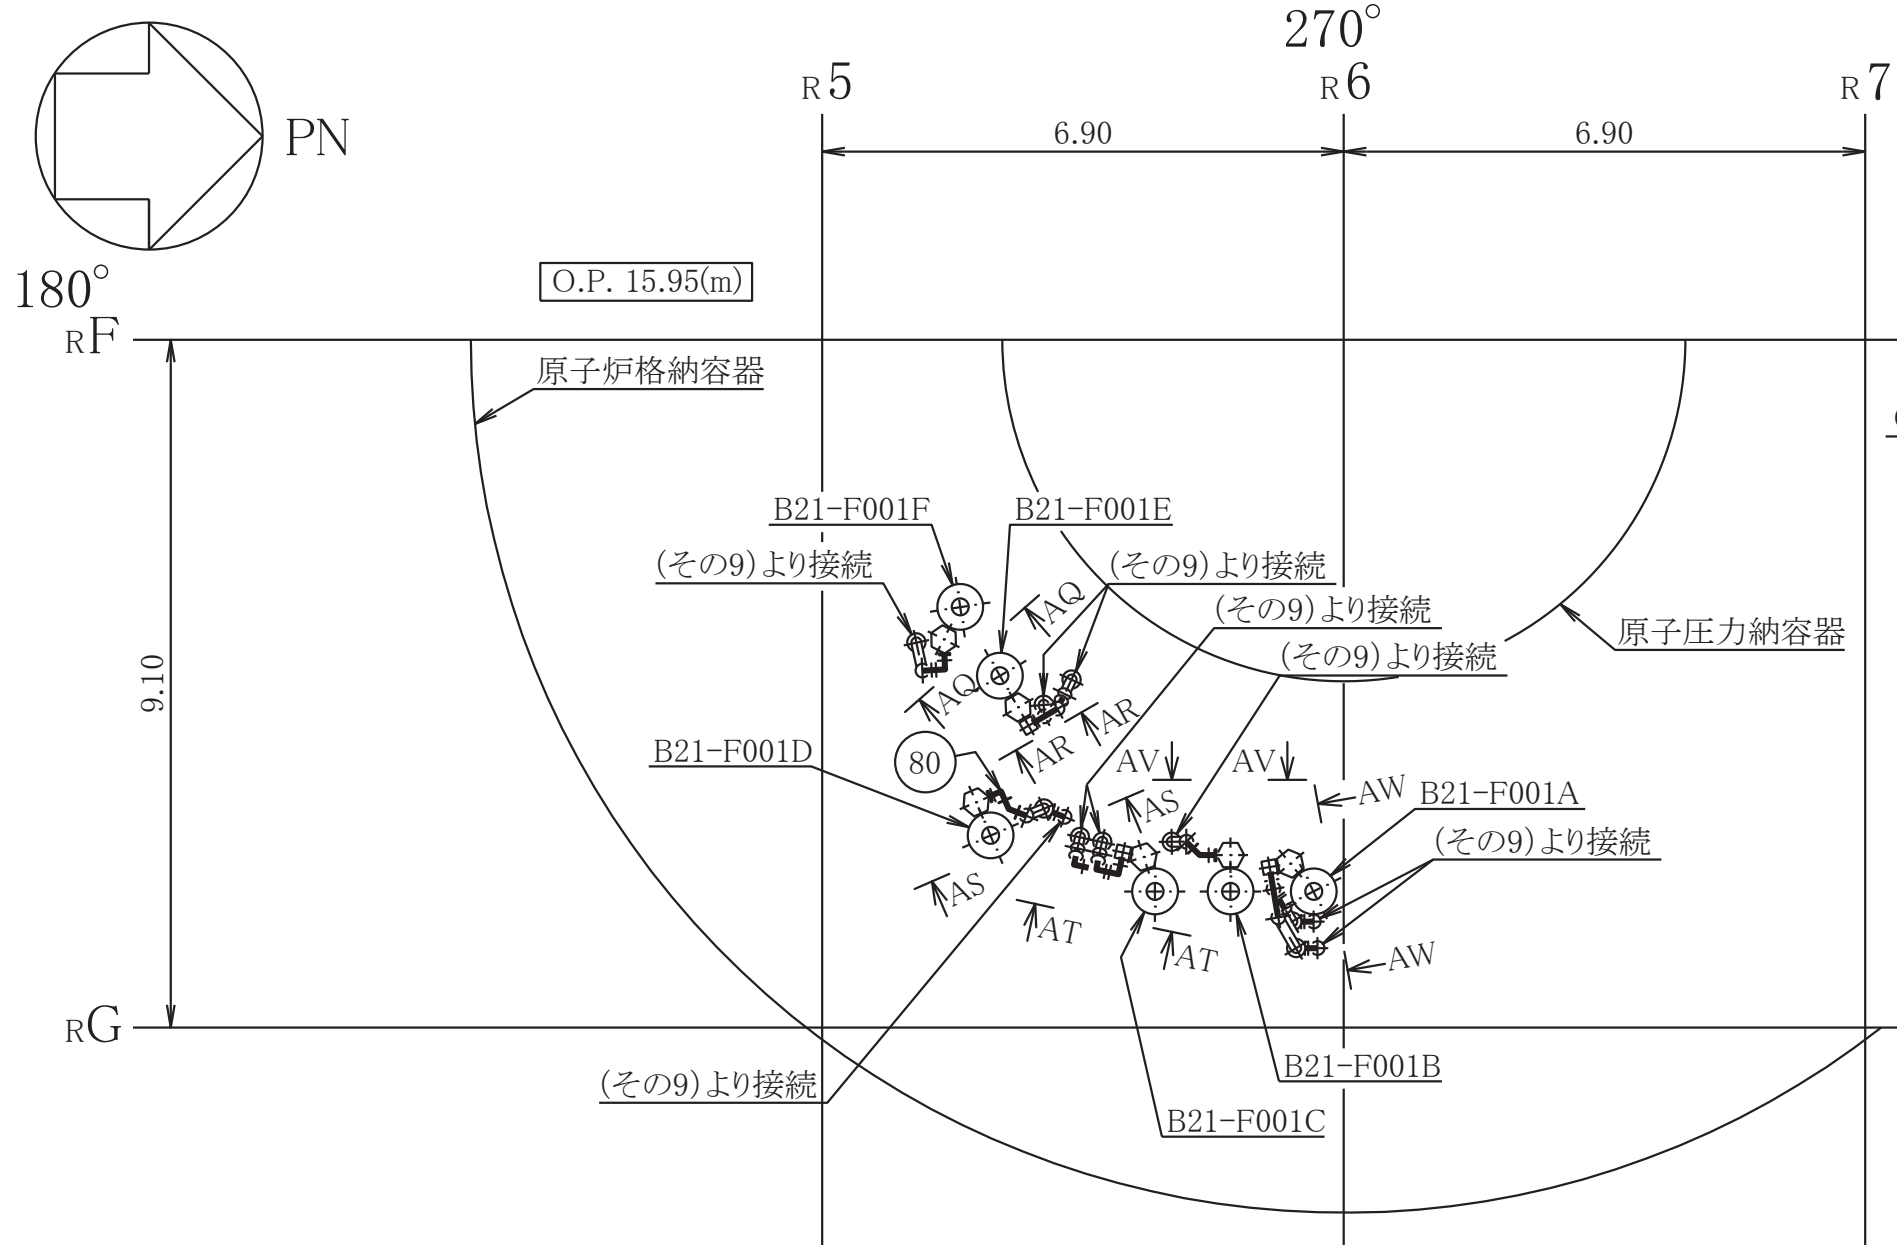 270°
R5
R6
R7
PN
6.90
6.90
180°
O.P. 15.95(m)
RF
原子炉格納容器
B21-F001F
B21-F001E
(その9)より接続
(その9)より接続
AQ
(その9)より接続
原子圧力納容器
(その9)より接続
9.10
AQ
AR
AR
B21-F001D
80
AV
AV
AS
AW
B21-F001A
(その9)より接続
AS
AT
AT
AW
RG
B21-F001B
(その9)より接続
B21-F001C